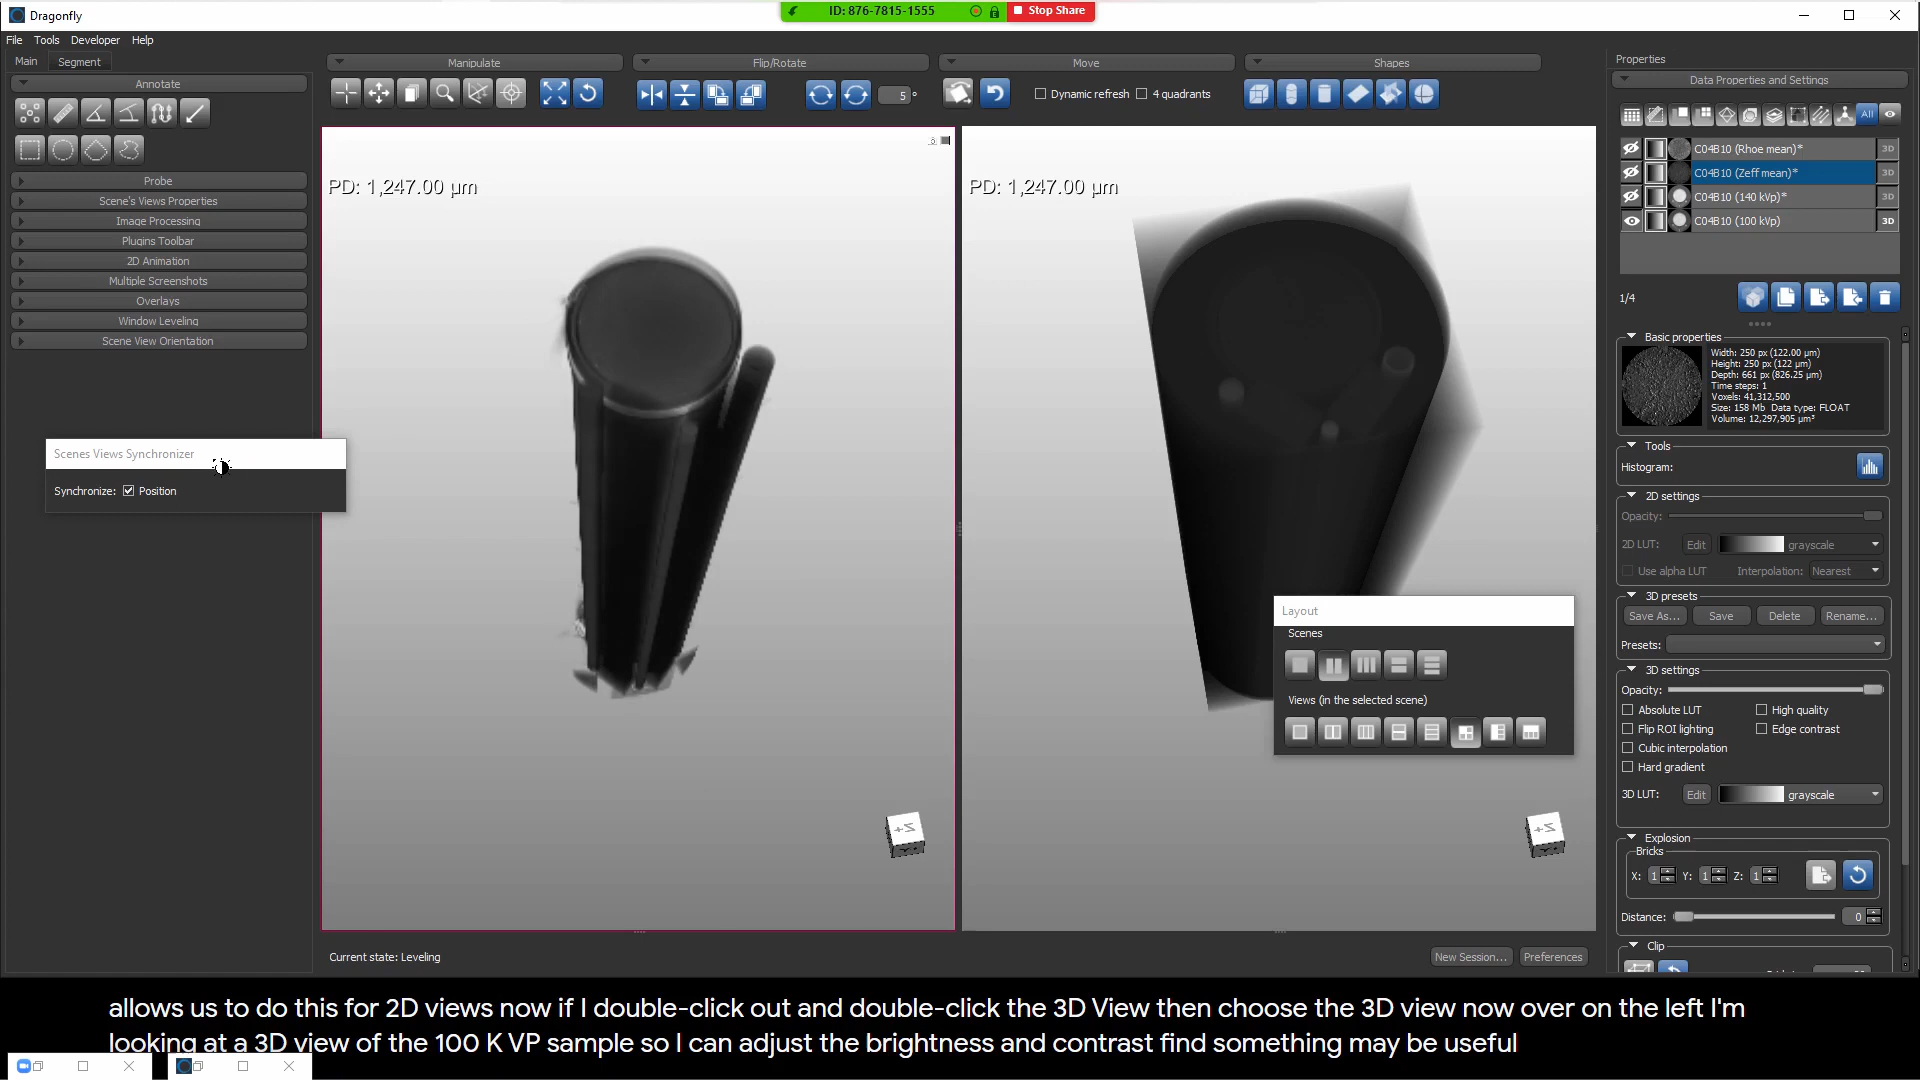 Dragonfly
ID: 876-7815-1555
Stop Share
File Tools Developer Help
Main Segment
Annotate
Probe
Scene's Views Properties
Image Processing
Plugins Toolbar
2D Animation
Multiple Screenshots
Overlays
Window Leveling
Scene View Orientation
Scenes Views Synchronizer
Synchronize: Position
Manipulate
Flip/Rotate
5°
Move
Dynamic refresh 4 quadrants
Shapes
PD: 1,247.00 µm
PD: 1,247.00 µm
Layout
Scenes
Views (in the selected scene)
Current state: Leveling
New Session... Preferences
Properties
Data Properties and Settings
All
C04B10 (Rhoe mean)* 3D
C04B10 (Zeff mean)* 3D
C04B10 (140 kVp)* 3D
C04B10 (100 kVp) 3D
1/4
Basic properties
Width: 250 px (122.00 µm)
Height: 250 px (122 µm)
Depth: 661 px (826.25 µm)
Time steps: 1
Voxels: 41,312,500
Size: 158 Mb Data type: FLOAT
Volume: 12,297,905 µm³
Tools
Histogram:
2D settings
Opacity:
2D LUT: Edit grayscale
Use alpha LUT Interpolation: Nearest
3D presets
Save As... Save Delete Rename...
Presets:
3D settings
Opacity:
Absolute LUT High quality
Flip ROI lighting Edge contrast
Cubic interpolation
Hard gradient
3D LUT: Edit grayscale
Explosion
Bricks
X: 1 Y: 1 Z: 1
Distance: 0
Clip
allows us to do this for 2D views now if I double-click out and double-click the 3D View then choose the 3D view now over on the left I'm
looking at a 3D view of the 100 K VP sample so I can adjust the brightness and contrast find something may be useful